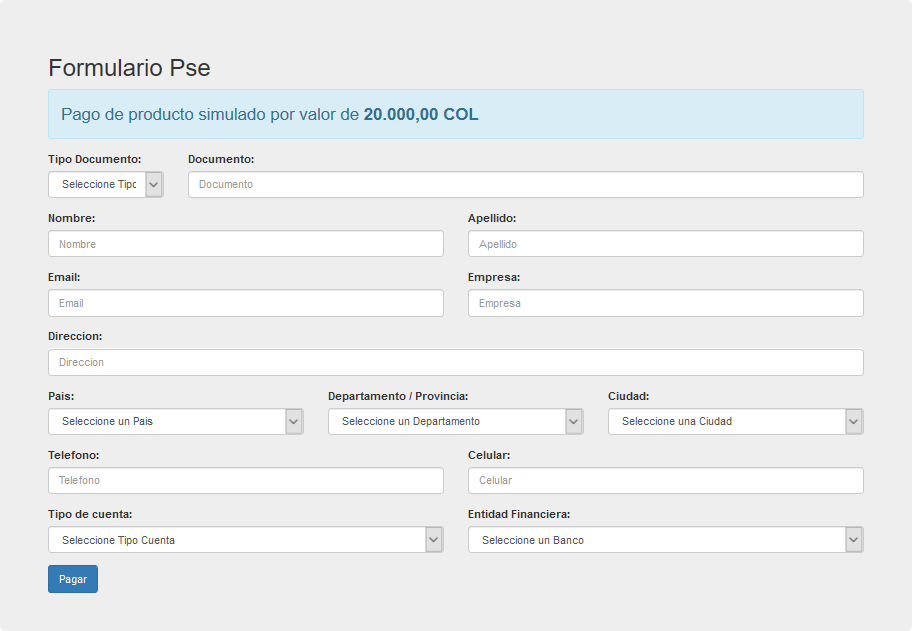 Formulario Pse
Pago de producto simulado por valor de 20.000,00 COL
Tipo Documento: Documento:
Seleccione Tipo Documento
Nombre: Apellido:
Nombre Apellido
Email: Empresa:
Email Empresa
Direccion:
Direccion
Pais: Departamento / Provincia: Ciudad:
Seleccione un Pais Seleccione un Departamento Seleccione una Ciudad
Telefono: Celular:
Telefono Celular
Tipo de cuenta: Entidad Financiera:
Seleccione Tipo Cuenta Seleccione un Banco
Pagar